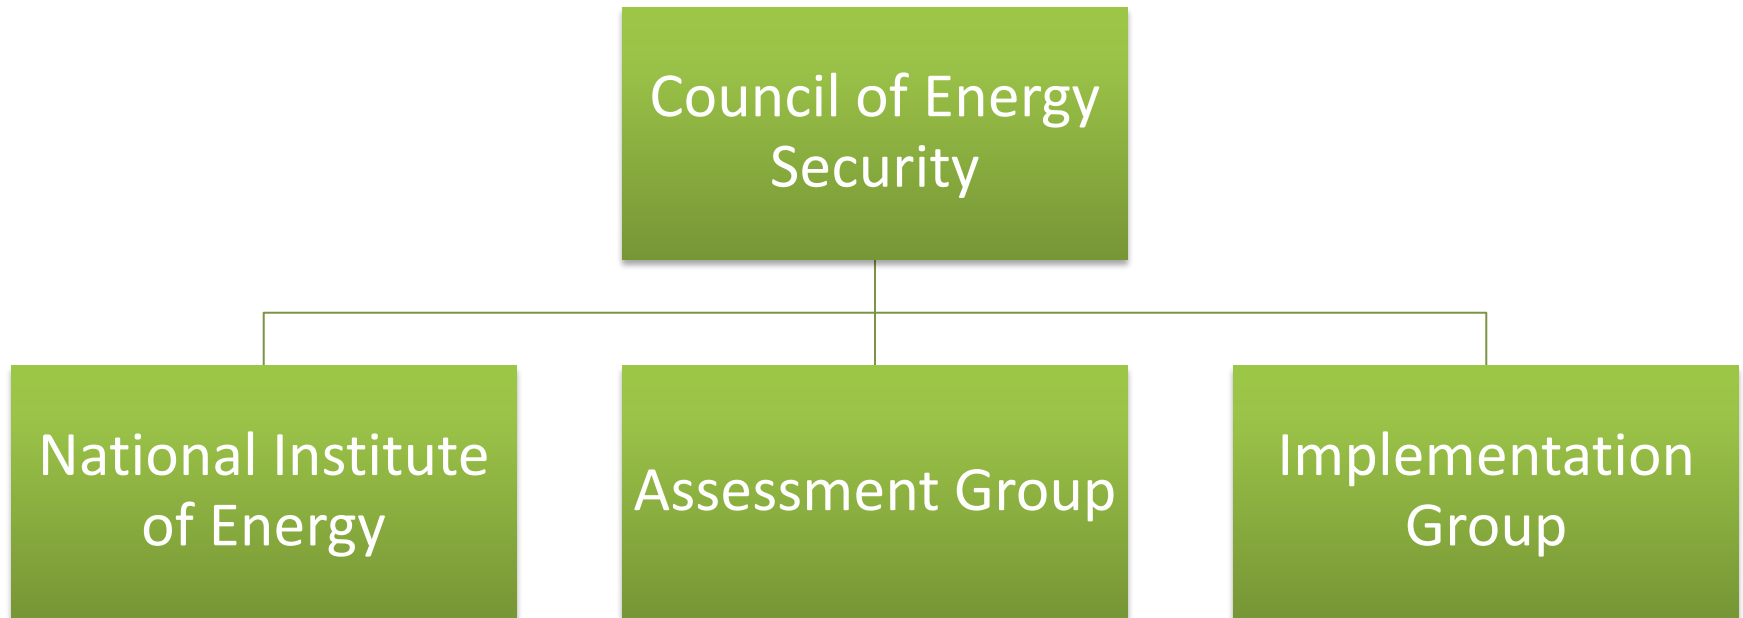 Council of Energy
Security
National Institute
of Energy
Assessment Group
Implementation
Group